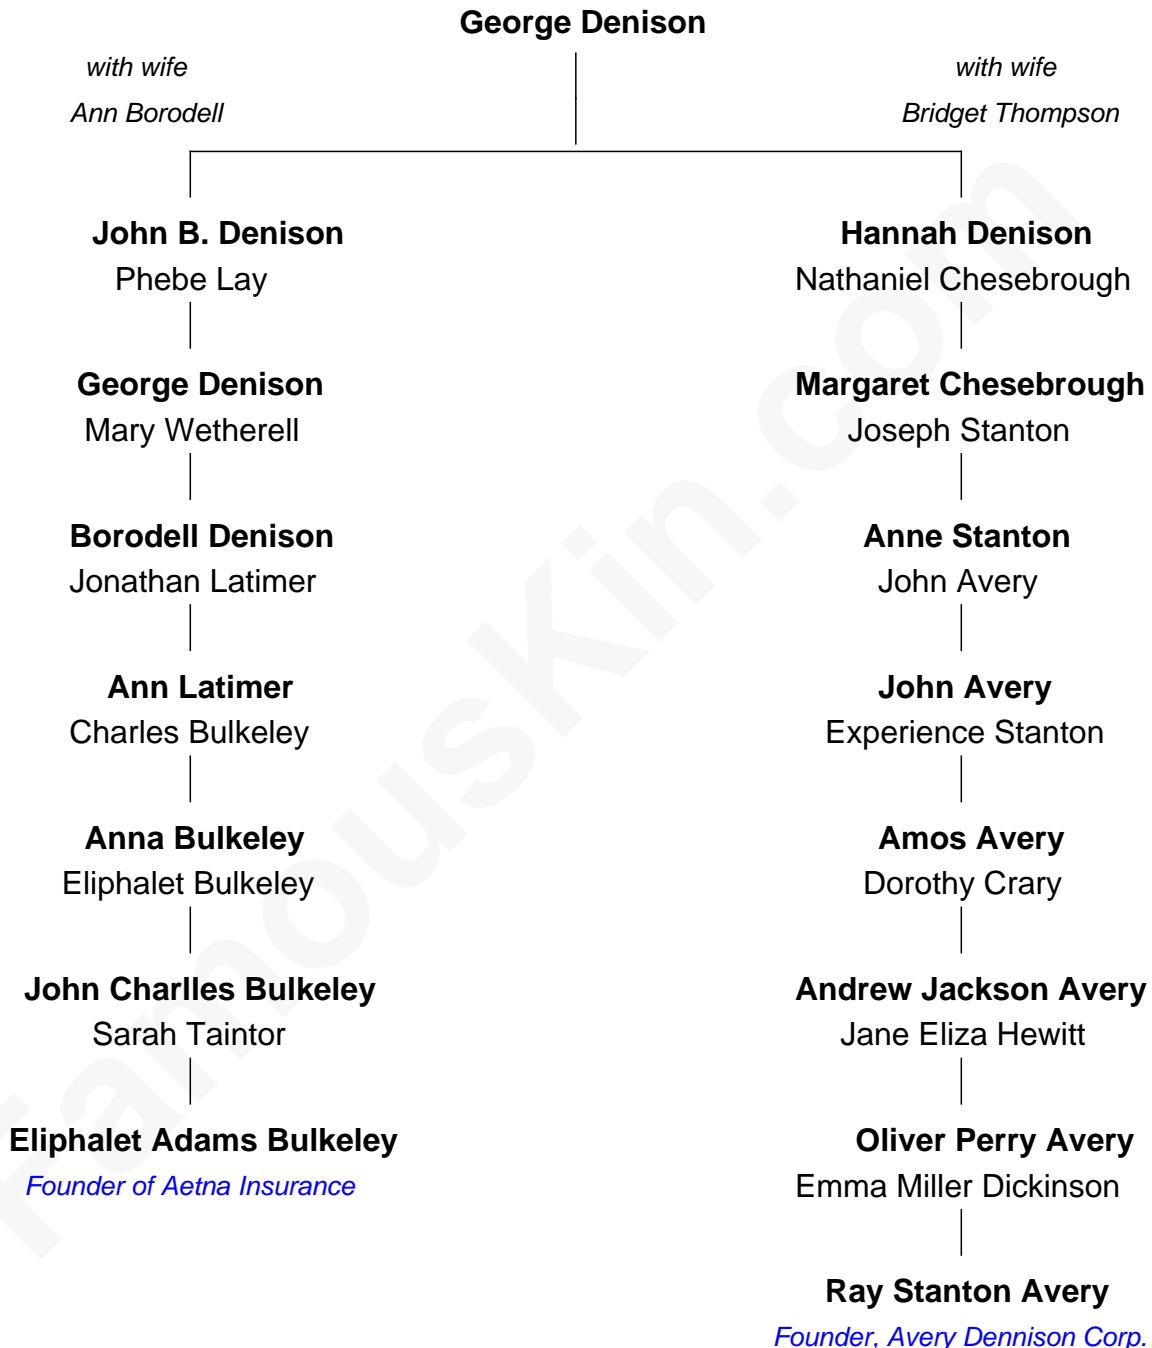 George Denison
with wife
Ann Borodell
with wife
Bridget Thompson
John B. Denison
Phebe Lay
Hannah Denison
Nathaniel Chesebrough
George Denison
Mary Wetherell
Margaret Chesebrough
Joseph Stanton
Borodell Denison
Jonathan Latimer
Anne Stanton
John Avery
Ann Latimer
Charles Bulkeley
John Avery
Experience Stanton
Anna Bulkeley
Eliphalet Bulkeley
Amos Avery
Dorothy Crary
John Charlles Bulkeley
Sarah Taintor
Andrew Jackson Avery
Jane Eliza Hewitt
Eliphalet Adams Bulkeley
Founder of Aetna Insurance
Oliver Perry Avery
Emma Miller Dickinson
Ray Stanton Avery
Founder, Avery Dennison Corp.
FamousKin.com